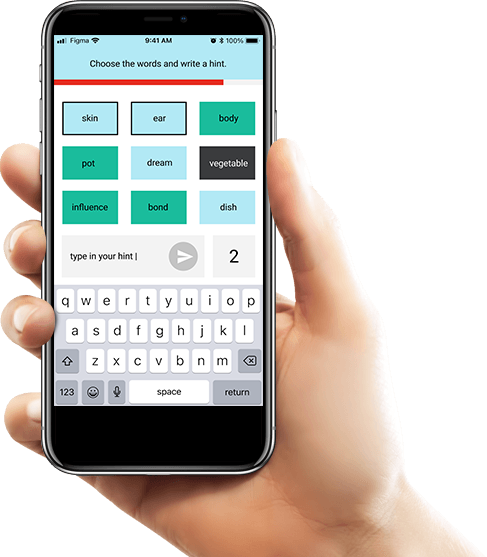 Figma 9:41 AM 100%
Choose the words and write a hint.
skin ear body
pot dream vegetable
influence bond dish
type in your hint | 2
q w e r t y u i o p
a s d f g h j k l
z x c v b n m
123 space return